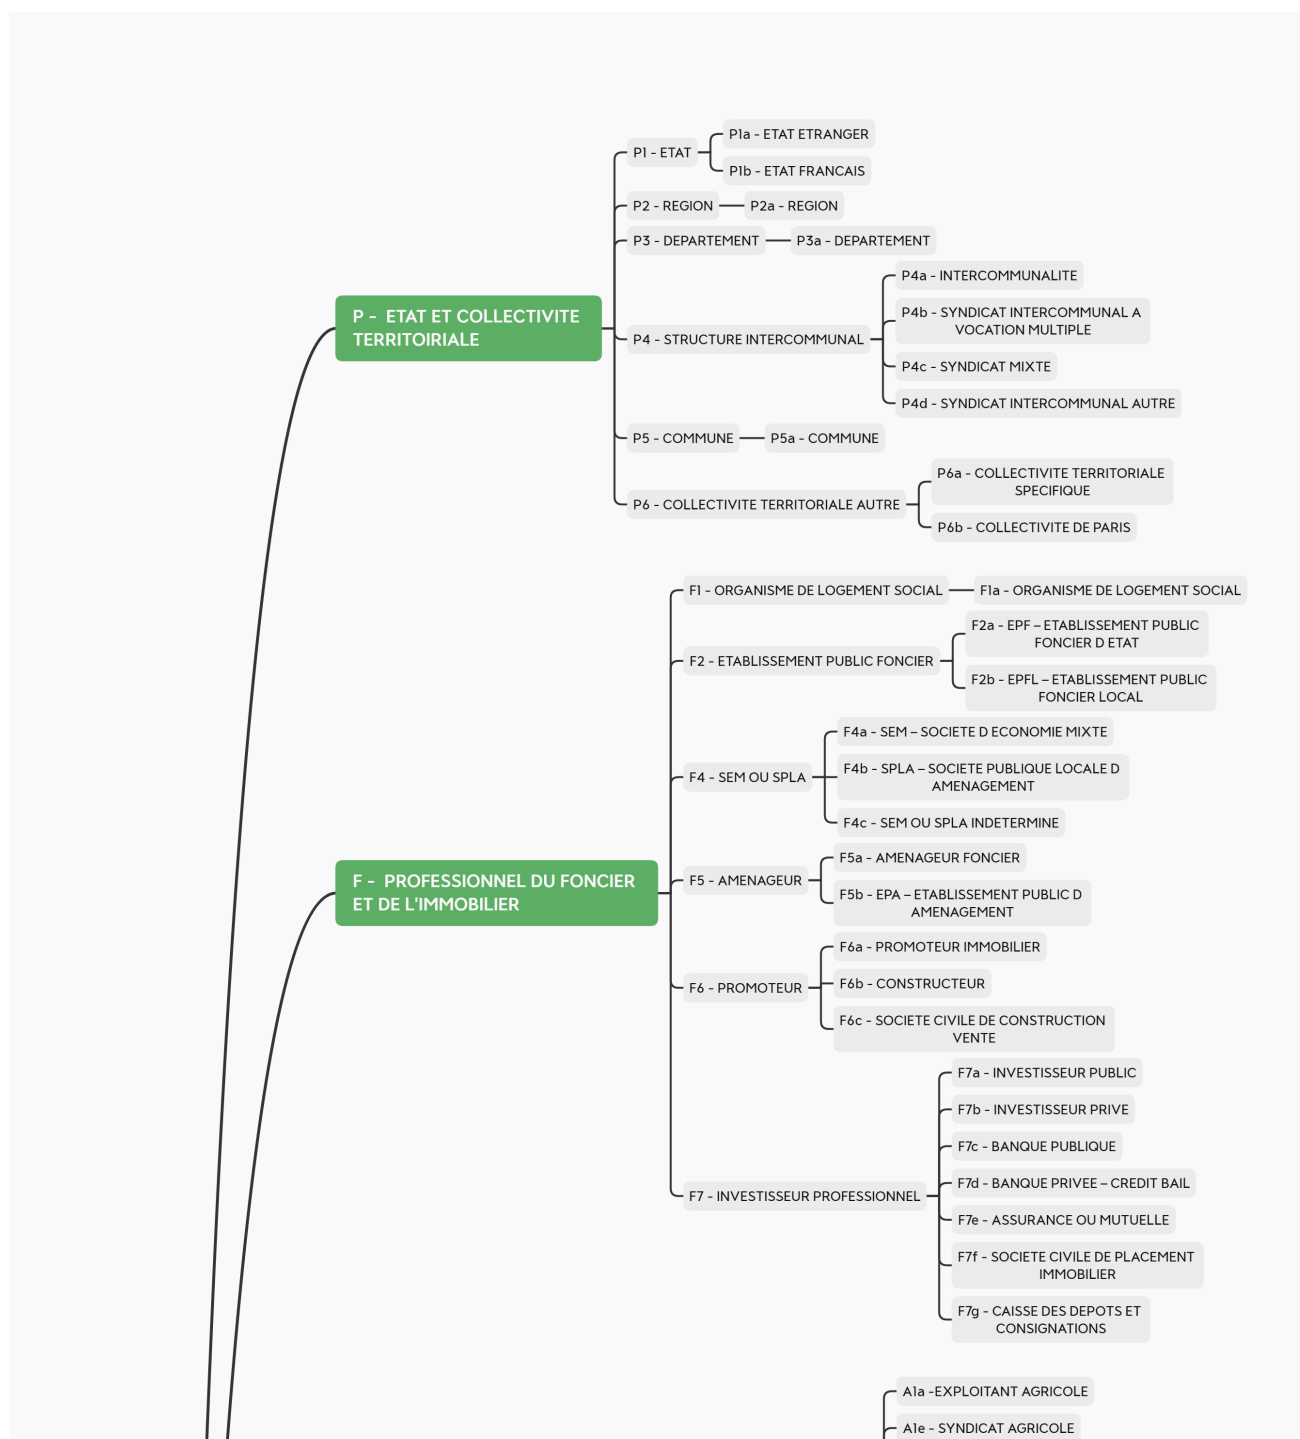 P1a - ETAT ETRANGER
P1 - ETAT
P1b - ETAT FRANCAIS
P2 - REGION
P2a - REGION
P3 - DEPARTEMENT
P3a - DEPARTEMENT
P4a - INTERCOMMUNALITE
P - ETAT ET COLLECTIVITE
TERRITOIRIALE
P4b - SYNDICAT INTERCOMMUNAL A
VOCATION MULTIPLE
P4 - STRUCTURE INTERCOMMUNAL
P4c - SYNDICAT MIXTE
P4d - SYNDICAT INTERCOMMUNAL AUTRE
P5 - COMMUNE
P5a - COMMUNE
P6a - COLLECTIVITE TERRITORIALE
SPECIFIQUE
P6 - COLLECTIVITE TERRITORIALE AUTRE
P6b - COLLECTIVITE DE PARIS
F1 - ORGANISME DE LOGEMENT SOCIAL
F1a - ORGANISME DE LOGEMENT SOCIAL
F2a - EPF – ETABLISSEMENT PUBLIC
FONCIER D ETAT
F2 - ETABLISSEMENT PUBLIC FONCIER
F2b - EPFL – ETABLISSEMENT PUBLIC
FONCIER LOCAL
F4a - SEM – SOCIETE D ECONOMIE MIXTE
F4 - SEM OU SPLA
F4b - SPLA – SOCIETE PUBLIQUE LOCALE D
AMENAGEMENT
F4c - SEM OU SPLA INDETERMINE
F - PROFESSIONNEL DU FONCIER
ET DE L'IMMOBILIER
F5a - AMENAGEUR FONCIER
F5 - AMENAGEUR
F5b - EPA – ETABLISSEMENT PUBLIC D
AMENAGEMENT
F6a - PROMOTEUR IMMOBILIER
F6 - PROMOTEUR
F6b - CONSTRUCTEUR
F6c - SOCIETE CIVILE DE CONSTRUCTION
VENTE
F7a - INVESTISSEUR PUBLIC
F7b - INVESTISSEUR PRIVE
F7c - BANQUE PUBLIQUE
F7d - BANQUE PRIVEE – CREDIT BAIL
F7 - INVESTISSEUR PROFESSIONNEL
F7e - ASSURANCE OU MUTUELLE
F7f - SOCIETE CIVILE DE PLACEMENT
IMMOBILIER
F7g - CAISSE DES DEPOTS ET
CONSIGNATIONS
A1a -EXPLOITANT AGRICOLE
A1e - SYNDICAT AGRICOLE